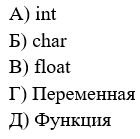 А) int
Б) char
В) float
Г) Переменная
Д) Функция